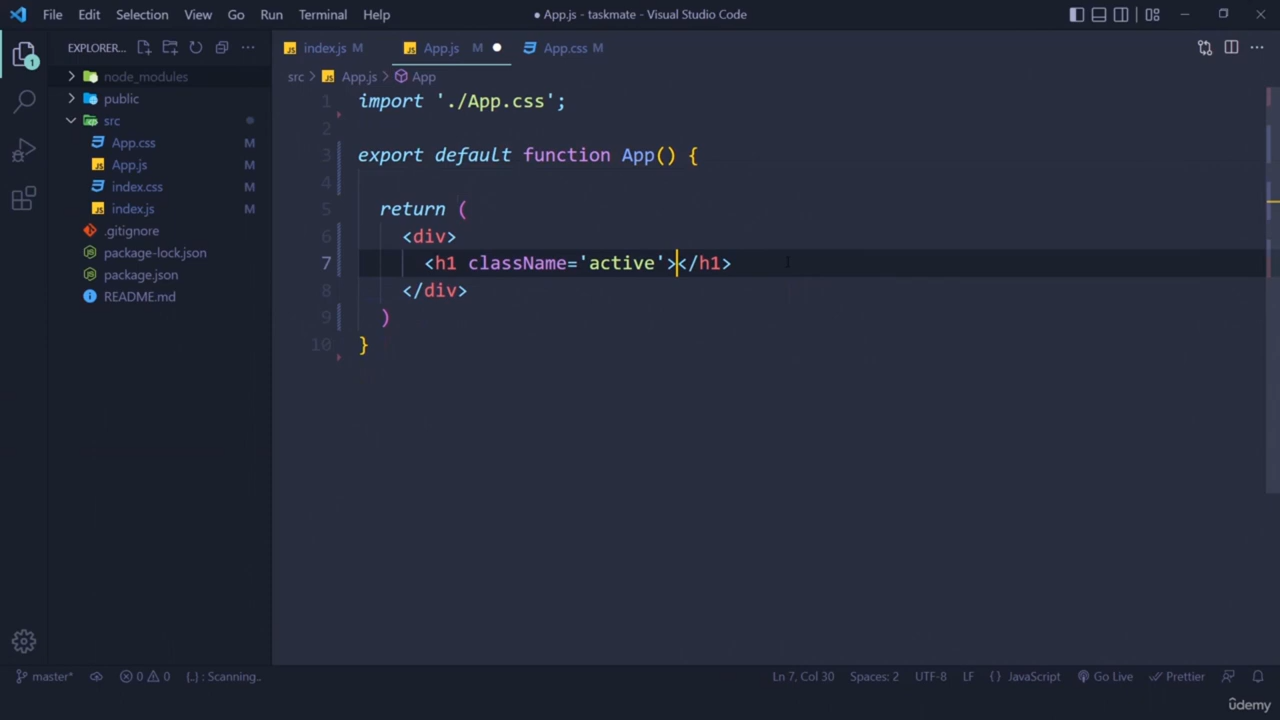 File Edit Selection View Go Run Terminal Help
● App.js - taskmate - Visual Studio Code
EXPLORER...
index.js M
App.js M
App.css M
src > App.js > App
1
node_modules
public
src
App.css M
App.js M
index.css M
index.js M
.gitignore
package-lock.json
package.json
README.md
1 import './App.css';
2
3 export default function App() {
4
5 return (
6 <div>
7 <h1 className='active'></h1>
8 </div>
9 )
10 }
master* 0 0 {..} : Scanning.. Ln 7, Col 30 Spaces: 2 UTF-8 LF {} JavaScript Go Live Prettier
ûdemy